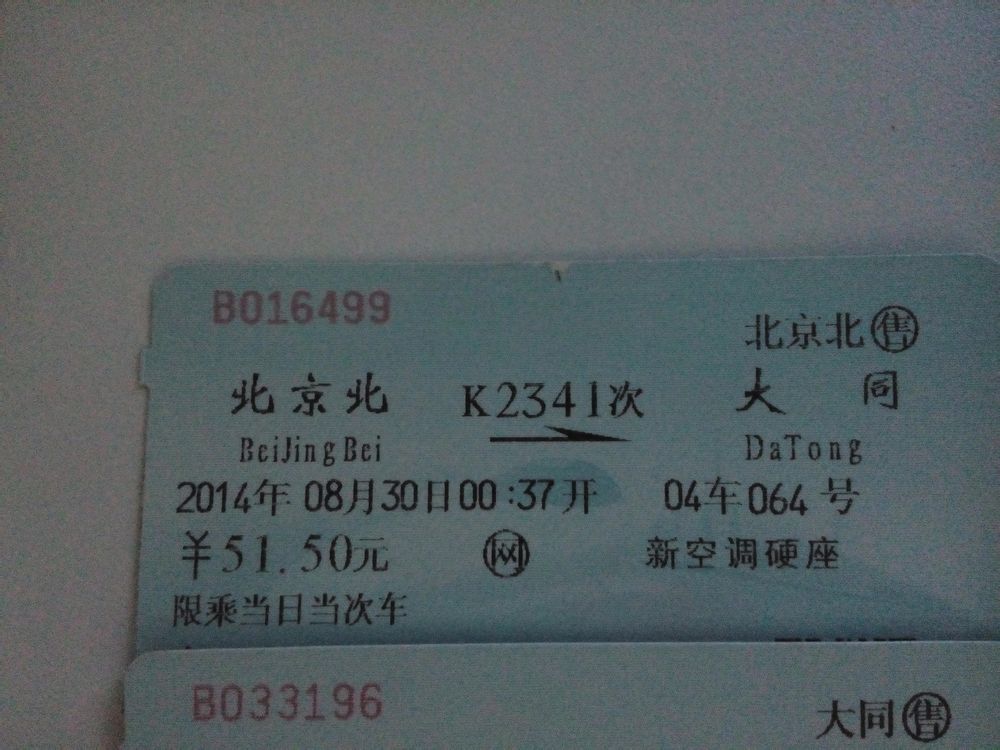 B016499
北京北 售
北京北 K2341次 大同
BeiJingBei DaTong
2014年 08月30日00:37开 04车064号
￥51.50元 网 新空调硬座
限乘当日当次车
B033196
大同 售